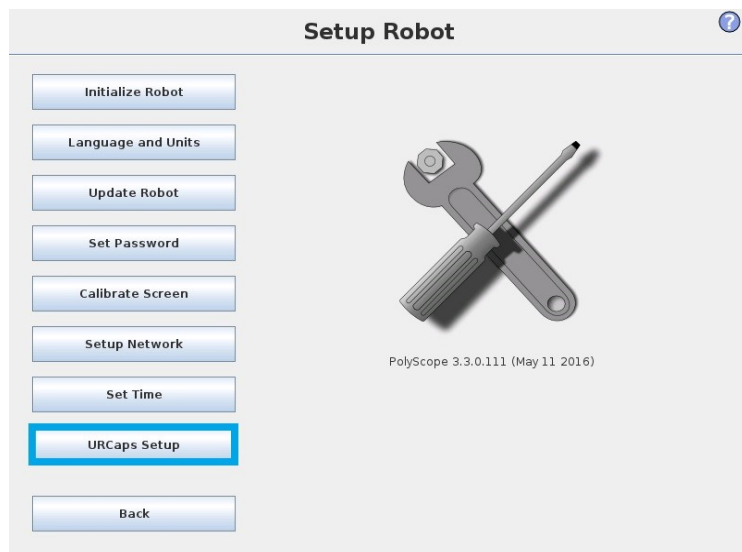 Setup Robot
?
Initialize Robot
Language and Units
Update Robot
Set Password
Calibrate Screen
Setup Network
Set Time
URCaps Setup
Back
PolyScope 3.3.0.111 (May 11 2016)